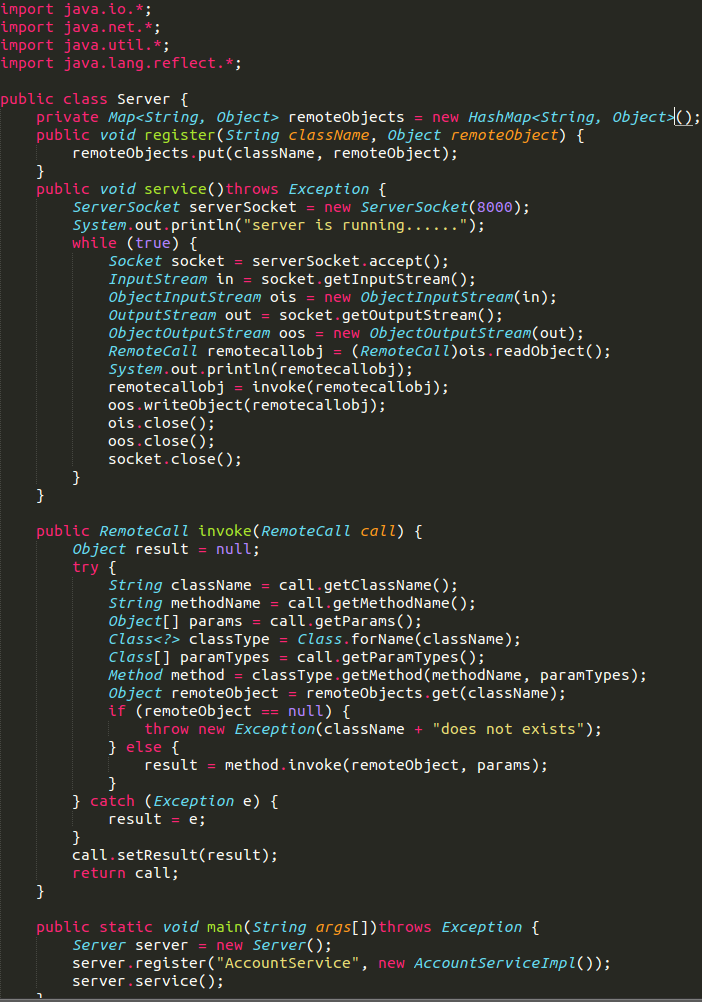 import java.io.*;
import java.net.*;
import java.util.*;
import java.lang.reflect.*;

public class Server {
    private Map<String, Object> remoteObjects = new HashMap<String, Object>();
    public void register(String className, Object remoteObject) {
        remoteObjects.put(className, remoteObject);
    }
    public void service()throws Exception {
        ServerSocket serverSocket = new ServerSocket(8000);
        System.out.println("server is running......");
        while (true) {
            Socket socket = serverSocket.accept();
            InputStream in = socket.getInputStream();
            ObjectInputStream ois = new ObjectInputStream(in);
            OutputStream out = socket.getOutputStream();
            ObjectOutputStream oos = new ObjectOutputStream(out);
            RemoteCall remotecallobj = (RemoteCall)ois.readObject();
            System.out.println(remotecallobj);
            remotecallobj = invoke(remotecallobj);
            oos.writeObject(remotecallobj);
            ois.close();
            oos.close();
            socket.close();
        }
    }

    public RemoteCall invoke(RemoteCall call) {
        Object result = null;
        try {
            String className = call.getClassName();
            String methodName = call.getMethodName();
            Object[] params = call.getParams();
            Class<?> classType = Class.forName(className);
            Class[] paramTypes = call.getParamTypes();
            Method method = classType.getMethod(methodName, paramTypes);
            Object remoteObject = remoteObjects.get(className);
            if (remoteObject == null) {
                throw new Exception(className + "does not exists");
            } else {
                result = method.invoke(remoteObject, params);
            }
        } catch (Exception e) {
            result = e;
        }
        call.setResult(result);
        return call;
    }

    public static void main(String args[])throws Exception {
        Server server = new Server();
        server.register("AccountService", new AccountServiceImpl());
        server.service();
    }